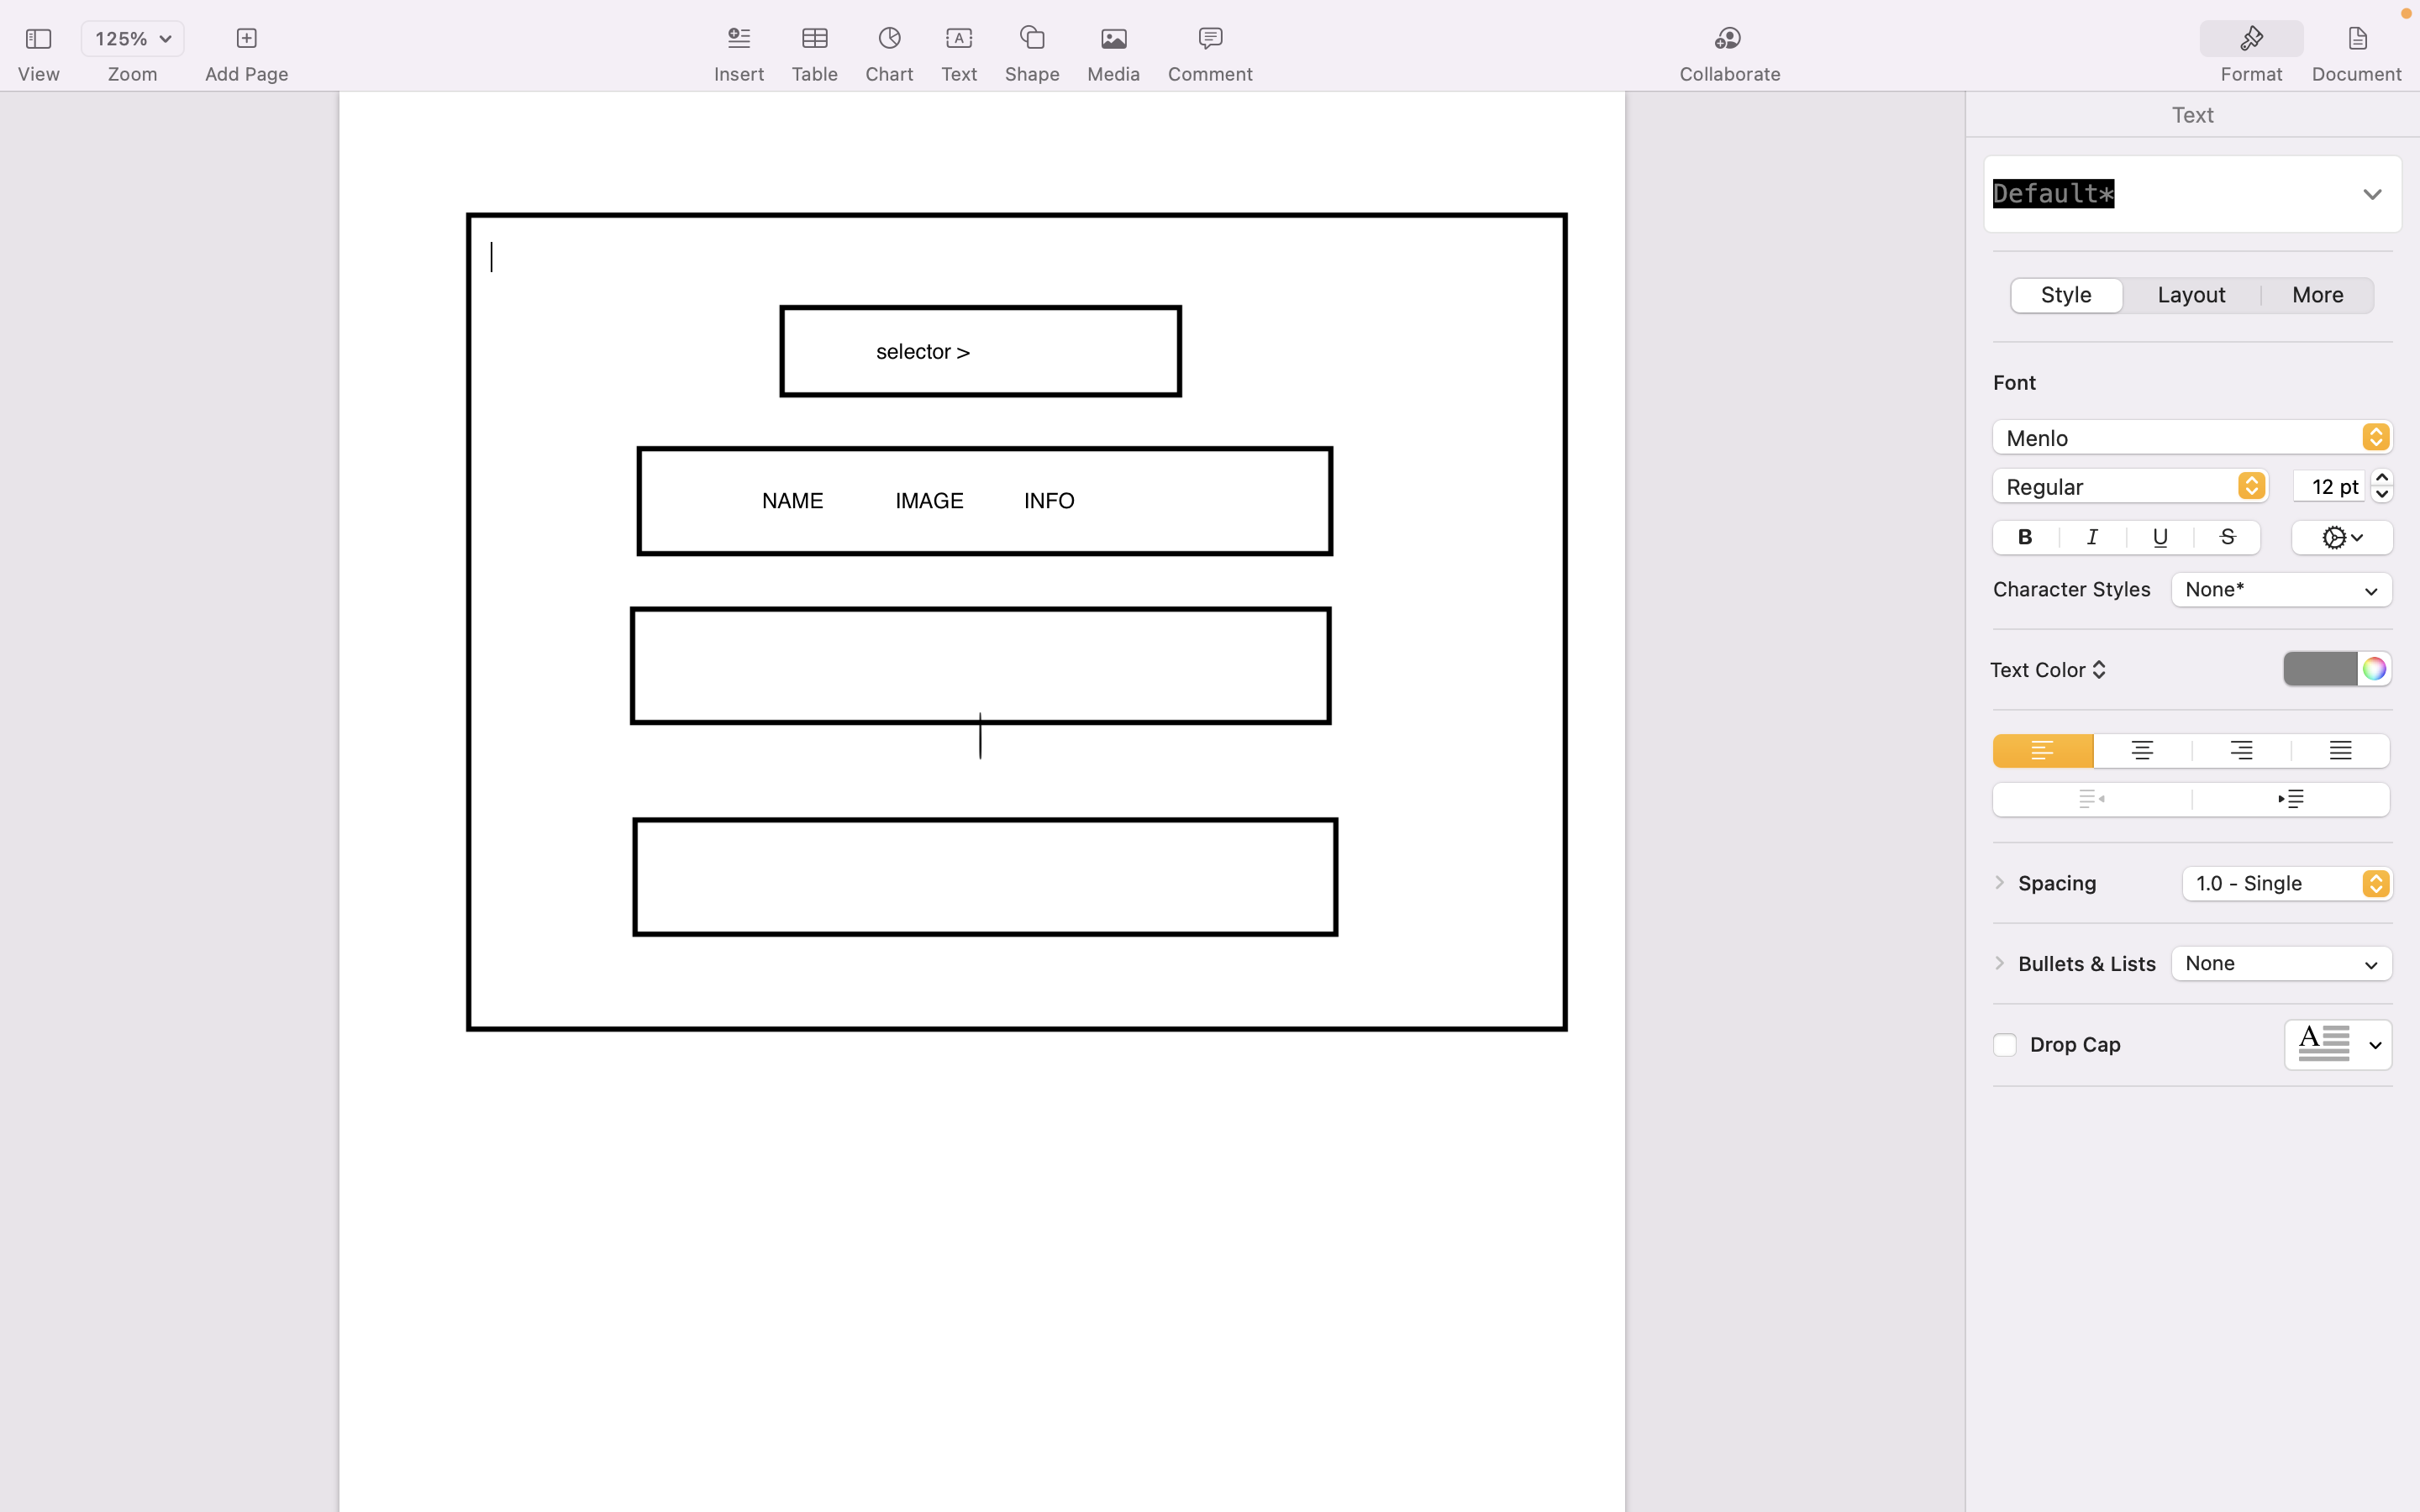 125%
View Zoom Add Page Insert Table Chart Text Shape Media Comment Collaborate Format Document
Text
Default*
Style Layout More
selector >
Font
Menlo
NAME IMAGE INFO
Regular 12 pt
B I U S
Character Styles None*
Text Color
Spacing 1.0 - Single
Bullets & Lists None
Drop Cap A